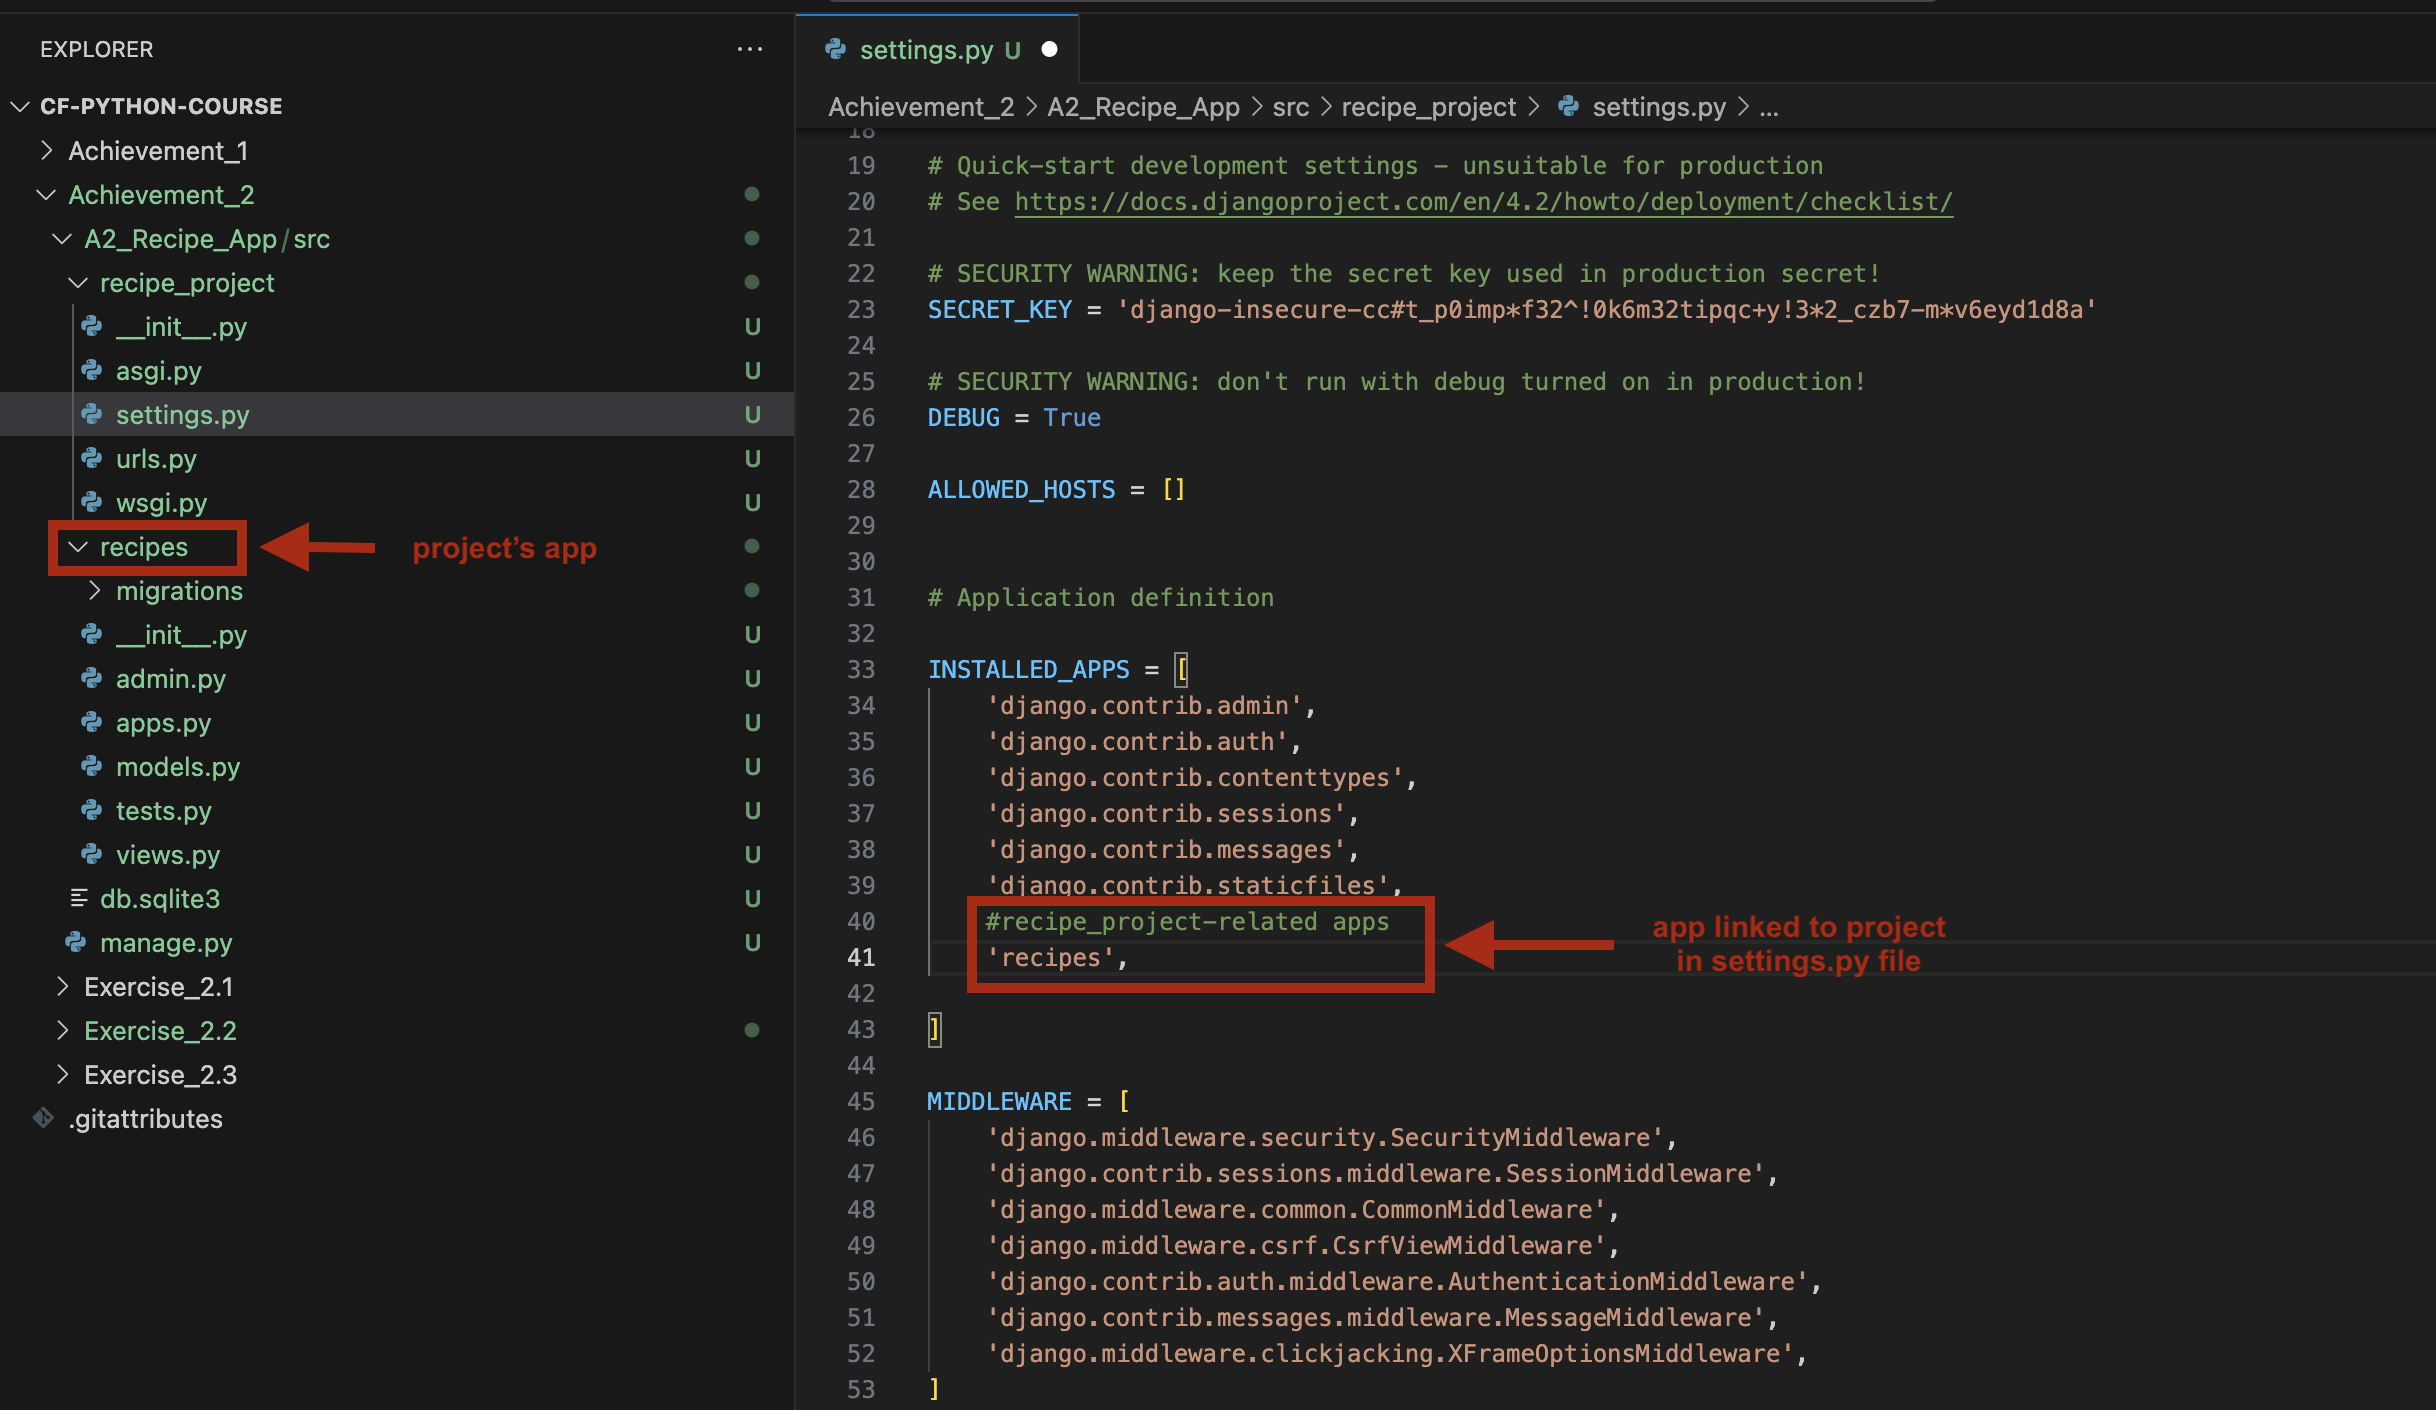 EXPLORER
CF-PYTHON-COURSE
Achievement_1
Achievement_2
A2_Recipe_App/src
recipe_project
__init__.py U
asgi.py U
settings.py U
urls.py U
wsgi.py U
recipes
project’s app
migrations
__init__.py U
admin.py U
apps.py U
models.py U
tests.py U
views.py U
db.sqlite3 U
manage.py U
Exercise_2.1
Exercise_2.2
Exercise_2.3
.gitattributes
settings.py U
Achievement_2 > A2_Recipe_App > src > recipe_project > settings.py > ...
18
19 # Quick-start development settings - unsuitable for production
20 # See https://docs.djangoproject.com/en/4.2/howto/deployment/checklist/
21
22 # SECURITY WARNING: keep the secret key used in production secret!
23 SECRET_KEY = 'django-insecure-cc#t_p0imp*f32^!0k6m32tipqc+y!3*2_czb7-m*v6eyd1d8a'
24
25 # SECURITY WARNING: don't run with debug turned on in production!
26 DEBUG = True
27
28 ALLOWED_HOSTS = []
29
30
31 # Application definition
32
33 INSTALLED_APPS = [
34 'django.contrib.admin',
35 'django.contrib.auth',
36 'django.contrib.contenttypes',
37 'django.contrib.sessions',
38 'django.contrib.messages',
39 'django.contrib.staticfiles',
40 #recipe_project-related apps
41 'recipes',
app linked to project
in settings.py file
42
43 ]
44
45 MIDDLEWARE = [
46 'django.middleware.security.SecurityMiddleware',
47 'django.contrib.sessions.middleware.SessionMiddleware',
48 'django.middleware.common.CommonMiddleware',
49 'django.middleware.csrf.CsrfViewMiddleware',
50 'django.contrib.auth.middleware.AuthenticationMiddleware',
51 'django.contrib.messages.middleware.MessageMiddleware',
52 'django.middleware.clickjacking.XFrameOptionsMiddleware',
53 ]